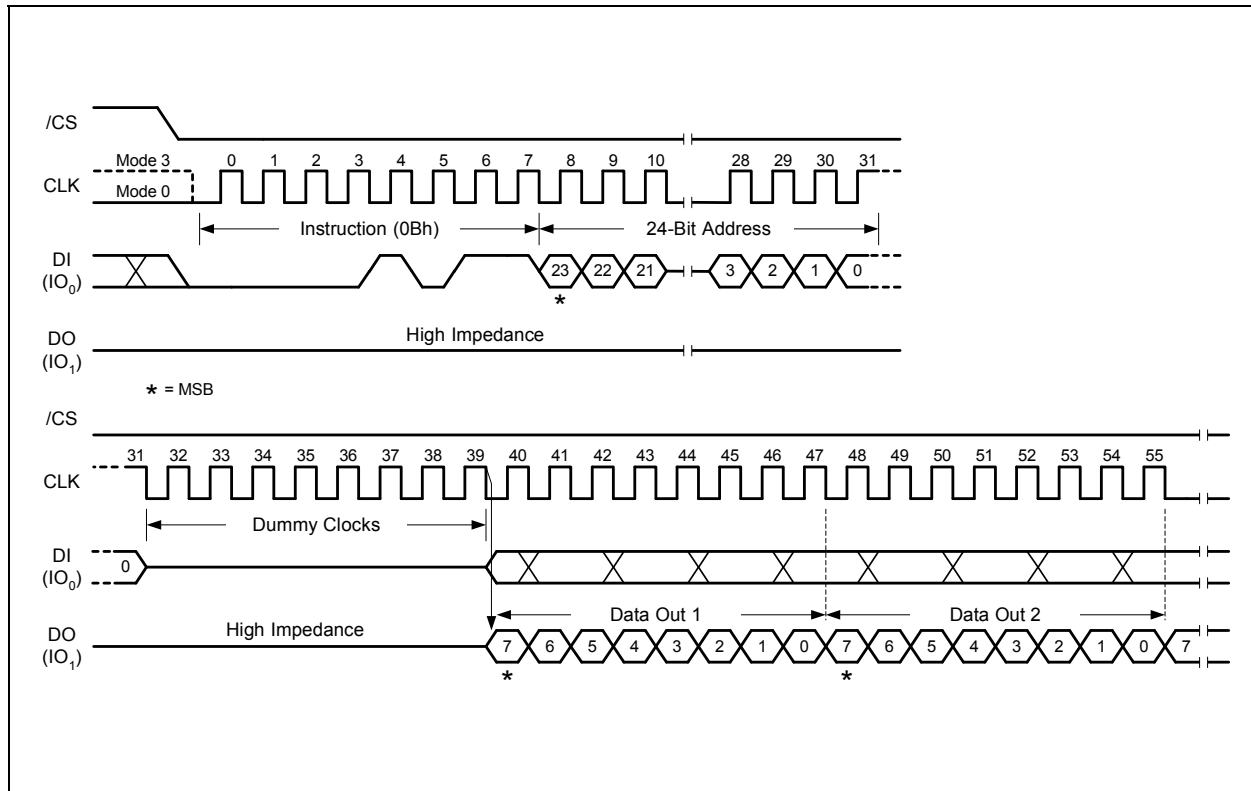 /CS
Mode 3 0 1 2 3 4 5 6 7 8 9 10 28 29 30 31
CLK Mode 0
Instruction (0Bh) 24-Bit Address
DI
(IO0) 23 22 21 3 2 1 0
*
DO High Impedance
(IO1)
* = MSB
/CS
31 32 33 34 35 36 37 38 39 40 41 42 43 44 45 46 47 48 49 50 51 52 53 54 55
CLK
Dummy Clocks
DI
(IO0) 0
Data Out 1 Data Out 2
DO High Impedance
(IO1) 7 6 5 4 3 2 1 0 7 6 5 4 3 2 1 0 7
* *